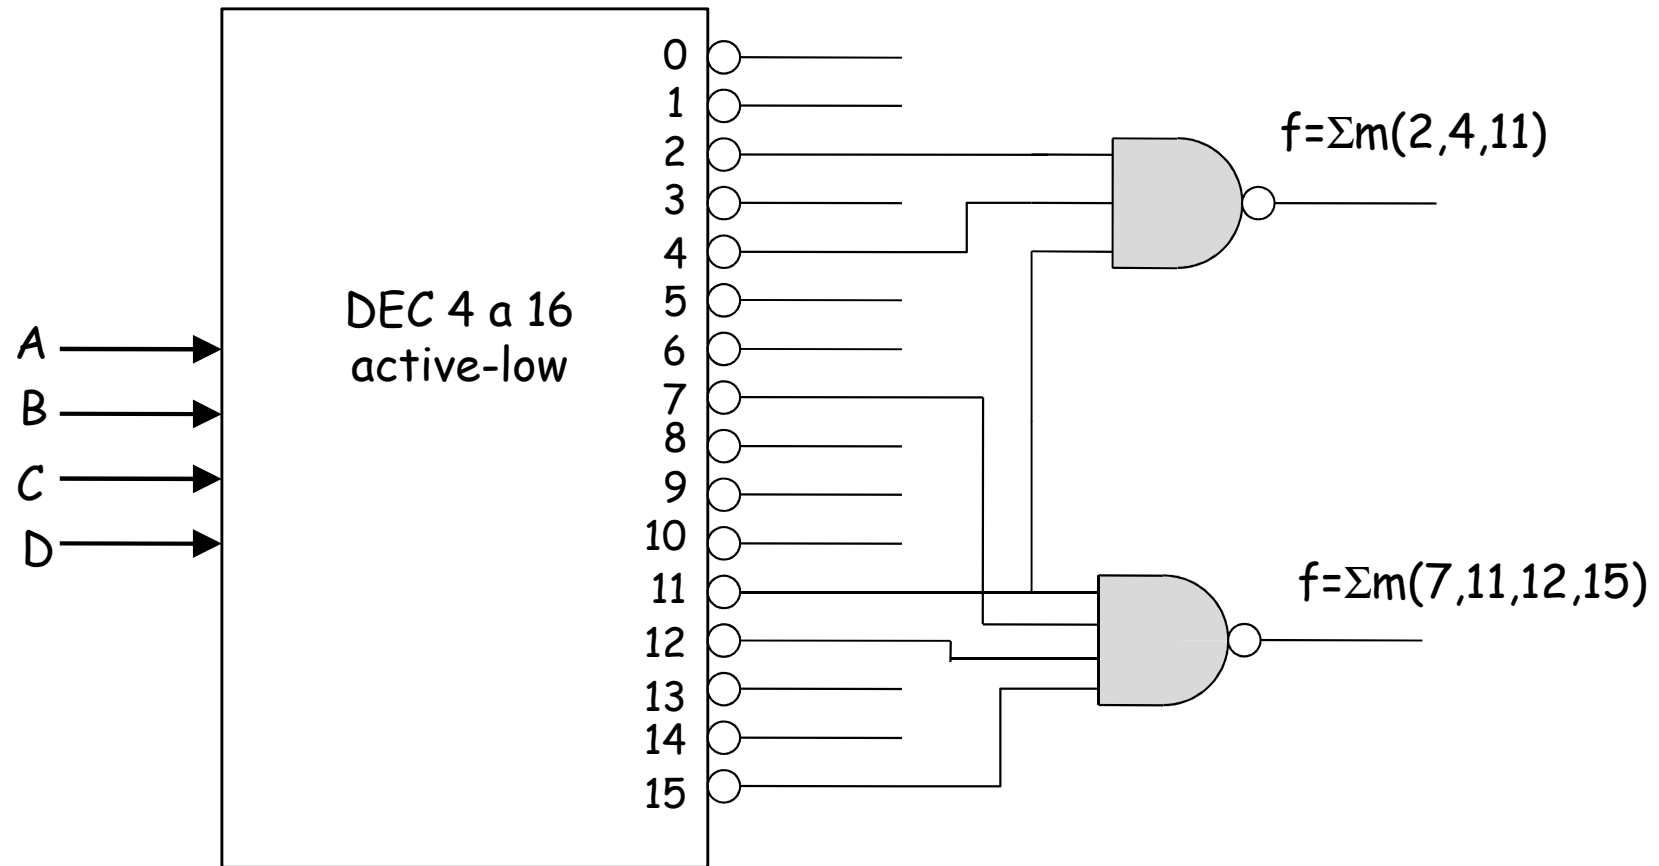 0
1
2
3
4
5
6
7
8
9
10
11
12
13
14
15
DEC 4 a 16
active-low
A
B
C
D
f=Σm(2,4,11)
f=Σm(7,11,12,15)